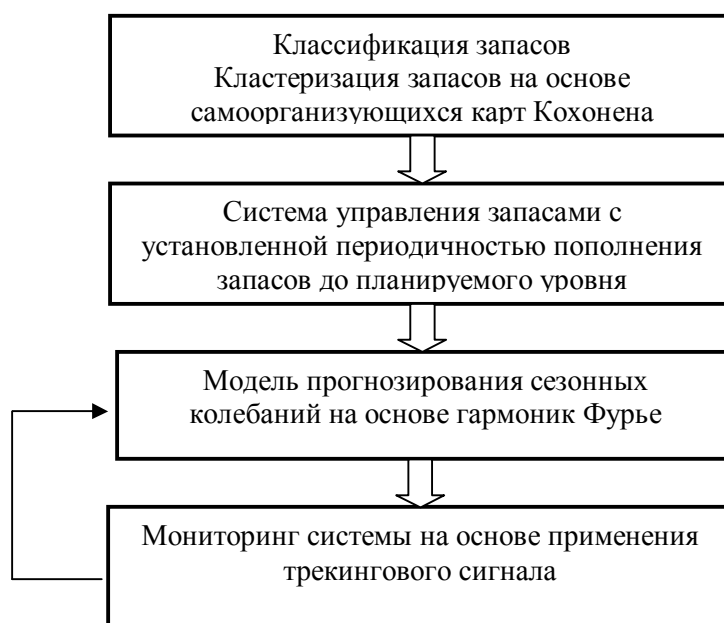 Классификация запасов
Кластеризация запасов на основе
самоорганизующихся карт Кохонена
Система управления запасами с
установленной периодичностью пополнения
запасов до планируемого уровня
Модель прогнозирования сезонных
колебаний на основе гармоник Фурье
Мониторинг системы на основе применения
трекингового сигнала